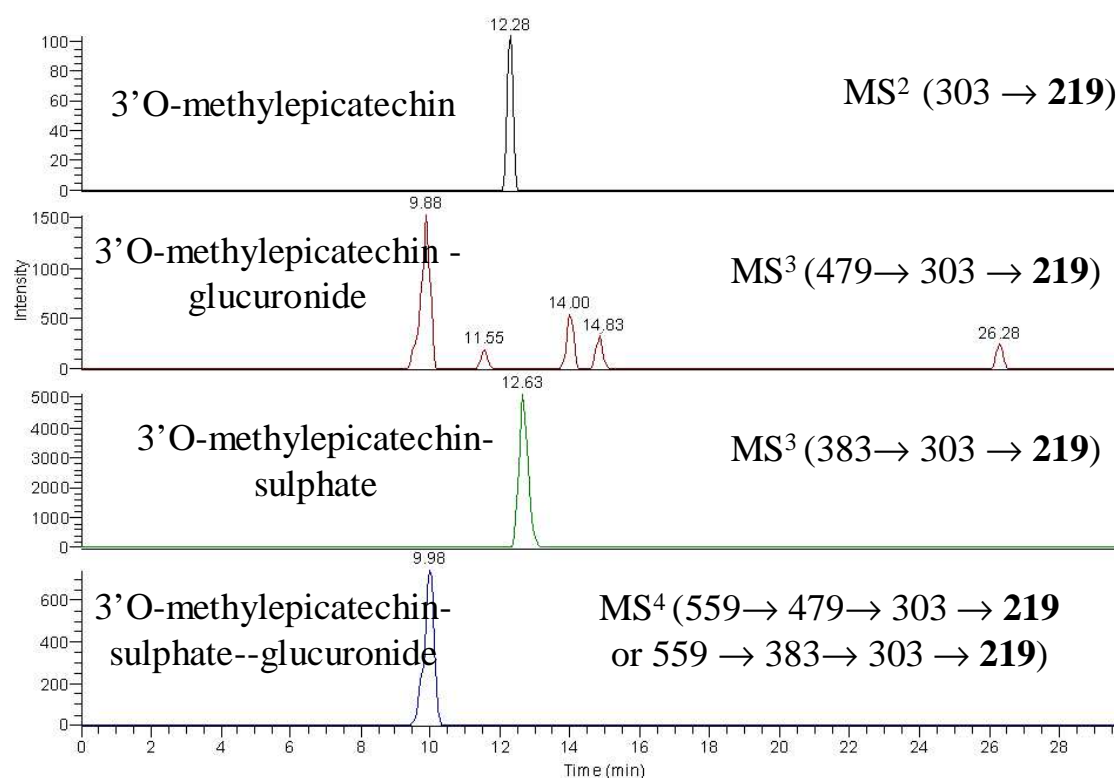 12.28
100
80
60
40
20
0
3'O-methylepicatechin
MS² (303 → 219)
9.88
1500
1000
500
0
3'O-methylepicatechin -
glucuronide
MS³ (479→ 303 → 219)
11.55
14.00
14.83
26.28
Intensity
12.63
5000
4000
3000
2000
1000
0
3'O-methylepicatechin-
sulphate
MS³ (383→ 303 → 219)
9.98
600
400
200
0
3'O-methylepicatechin-
sulphate--glucuronide
MS⁴ (559→ 479→ 303 → 219
or 559 → 383→ 303 → 219)
0 2 4 6 8 10 12 14 16 18 20 22 24 26 28
Time (min)